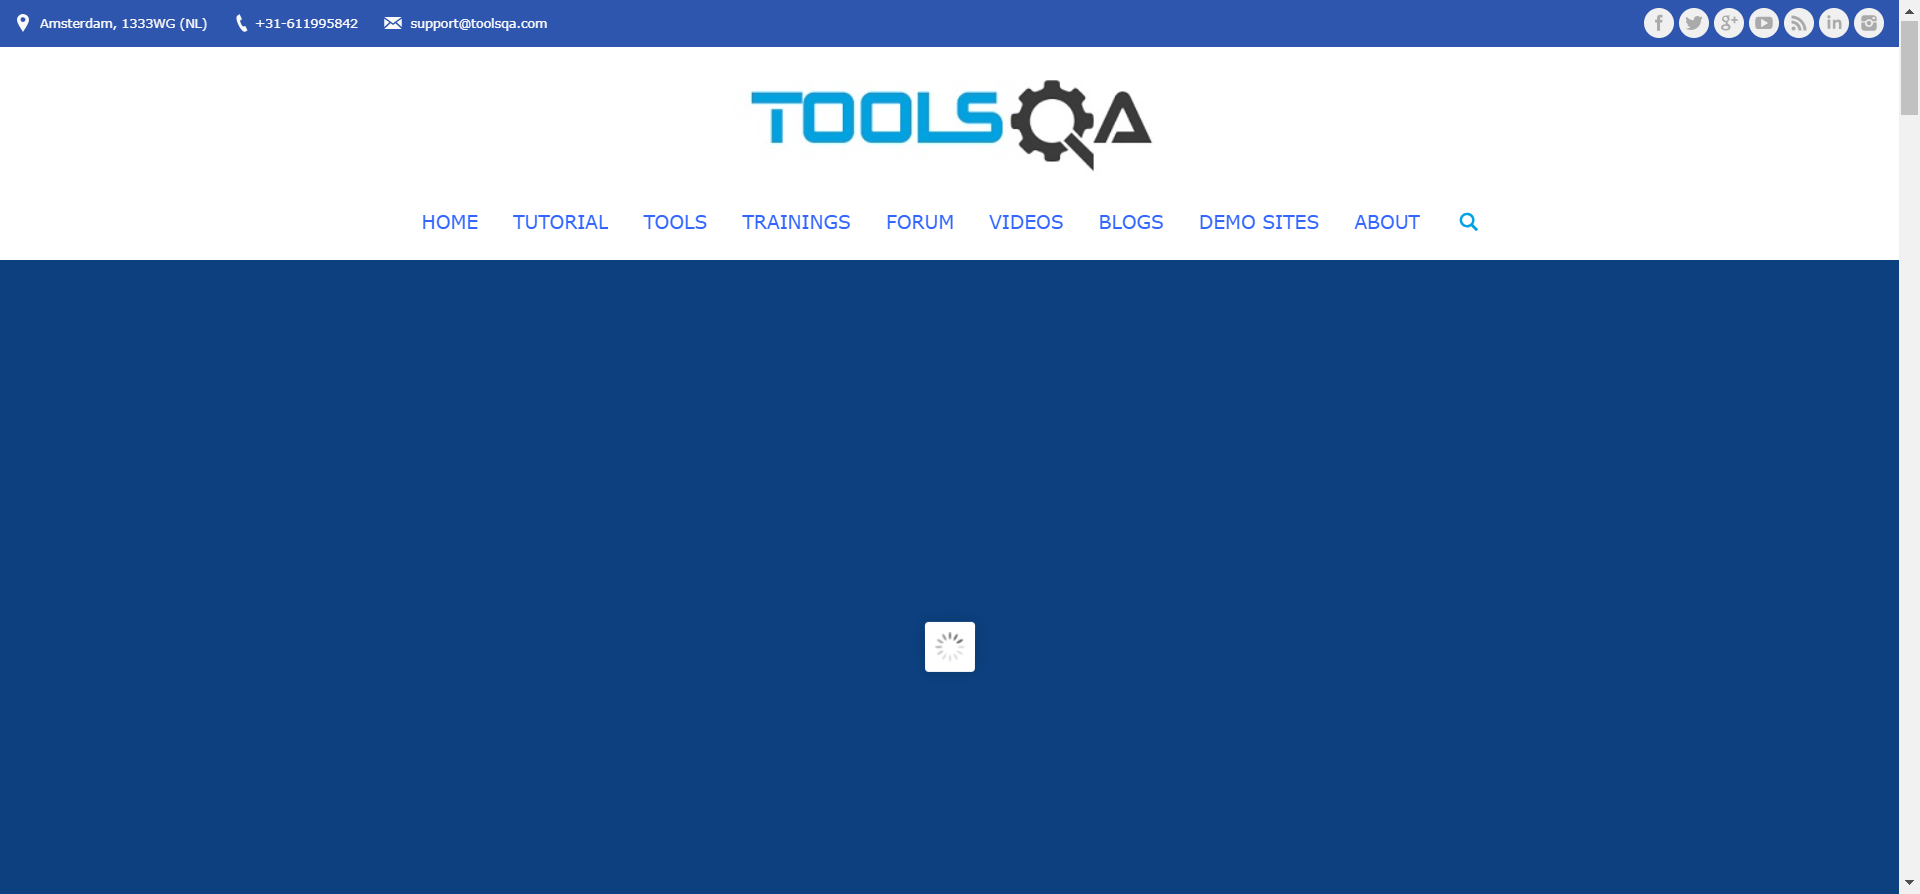 Amsterdam, 1333WG (NL) +31-611995842 support@toolsqa.com
TOOLSQA
HOME TUTORIAL TOOLS TRAININGS FORUM VIDEOS BLOGS DEMO SITES ABOUT